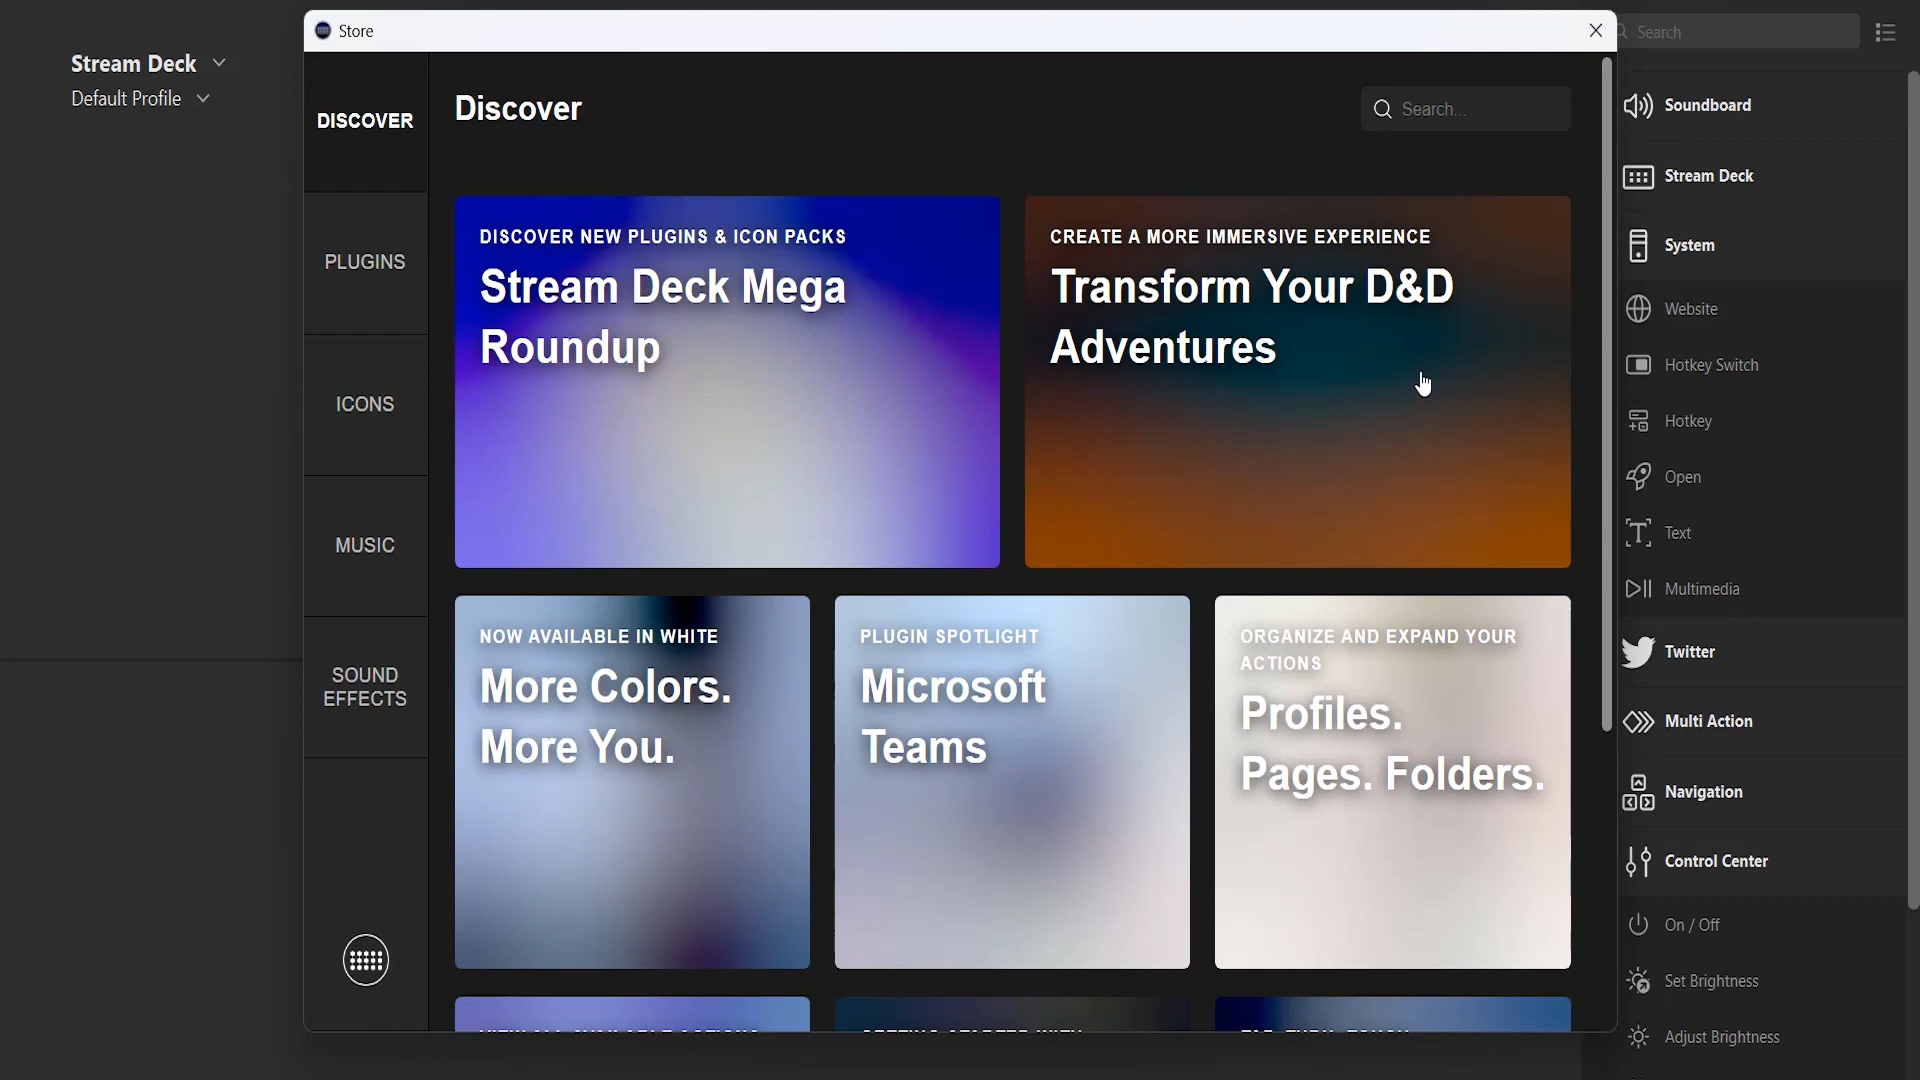 Store
Search
Stream Deck
Default Profile
DISCOVER
PLUGINS
ICONS
MUSIC
SOUND
EFFECTS
Discover
Search...
DISCOVER NEW PLUGINS & ICON PACKS
Stream Deck Mega
Roundup
CREATE A MORE IMMERSIVE EXPERIENCE
Transform Your D&D
Adventures
NOW AVAILABLE IN WHITE
More Colors.
More You.
PLUGIN SPOTLIGHT
Microsoft
Teams
ORGANIZE AND EXPAND YOUR
ACTIONS
Profiles.
Pages. Folders.
Soundboard
Stream Deck
System
Website
Hotkey Switch
Hotkey
Open
Text
Multimedia
Twitter
Multi Action
Navigation
Control Center
On / Off
Set Brightness
Adjust Brightness